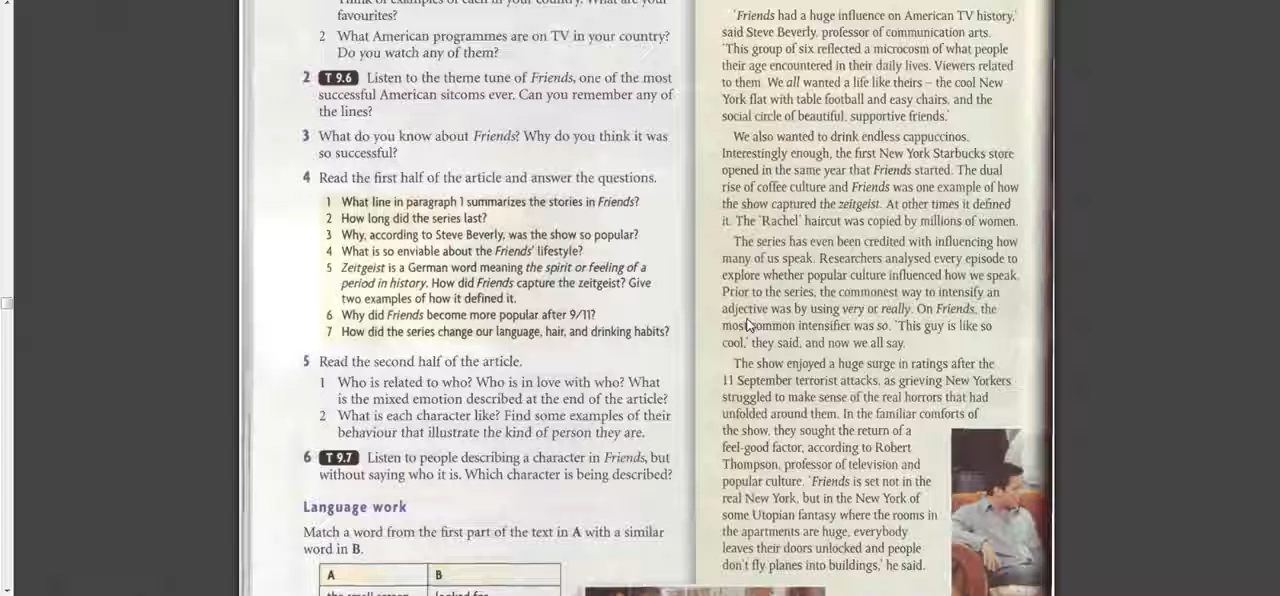 Think of examples of each in your country. What are your
favourites?
2 What American programmes are on TV in your country?
Do you watch any of them?
2 T 9.6 Listen to the theme tune of Friends, one of the most
successful American sitcoms ever. Can you remember any of
the lines?
3 What do you know about Friends? Why do you think it was
so successful?
4 Read the first half of the article and answer the questions.
1 What line in paragraph 1 summarizes the stories in Friends?
2 How long did the series last?
3 Why, according to Steve Beverly, was the show so popular?
4 What is so enviable about the Friends' lifestyle?
5 Zeitgeist is a German word meaning the spirit or feeling of a
period in history. How did Friends capture the zeitgeist? Give
two examples of how it defined it.
6 Why did Friends become more popular after 9/11?
7 How did the series change our language, hair, and drinking habits?
5 Read the second half of the article.
1 Who is related to who? Who is in love with who? What
is the mixed emotion described at the end of the article?
2 What is each character like? Find some examples of their
behaviour that illustrate the kind of person they are.
6 T 9.7 Listen to people describing a character in Friends, but
without saying who it is. Which character is being described?
Language work
Match a word from the first part of the text in A with a similar
word in B.
A B
the small screen looked for
'Friends had a huge influence on American TV history,'
said Steve Beverly, professor of communication arts.
'This group of six reflected a microcosm of what people
their age encountered in their daily lives. Viewers related
to them. We all wanted a life like theirs – the cool New
York flat with table football and easy chairs, and the
social circle of beautiful, supportive friends.'
We also wanted to drink endless cappuccinos.
Interestingly enough, the first New York Starbucks store
opened in the same year that Friends started. The dual
rise of coffee culture and Friends was one example of how
the show captured the zeitgeist. At other times it defined
it. The 'Rachel' haircut was copied by millions of women.
The series has even been credited with influencing how
many of us speak. Researchers analysed every episode to
explore whether popular culture influenced how we speak.
Prior to the series, the commonest way to intensify an
adjective was by using very or really. On Friends, the
most common intensifier was so. 'This guy is like so
cool,' they said, and now we all say.
The show enjoyed a huge surge in ratings after the
11 September terrorist attacks, as grieving New Yorkers
struggled to make sense of the real horrors that had
unfolded around them. In the familiar comforts of
the show, they sought the return of a
feel-good factor, according to Robert
Thompson, professor of television and
popular culture. 'Friends is set not in the
real New York, but in the New York of
some Utopian fantasy where the rooms in
the apartments are huge, everybody
leaves their doors unlocked and people
don't fly planes into buildings,' he said.